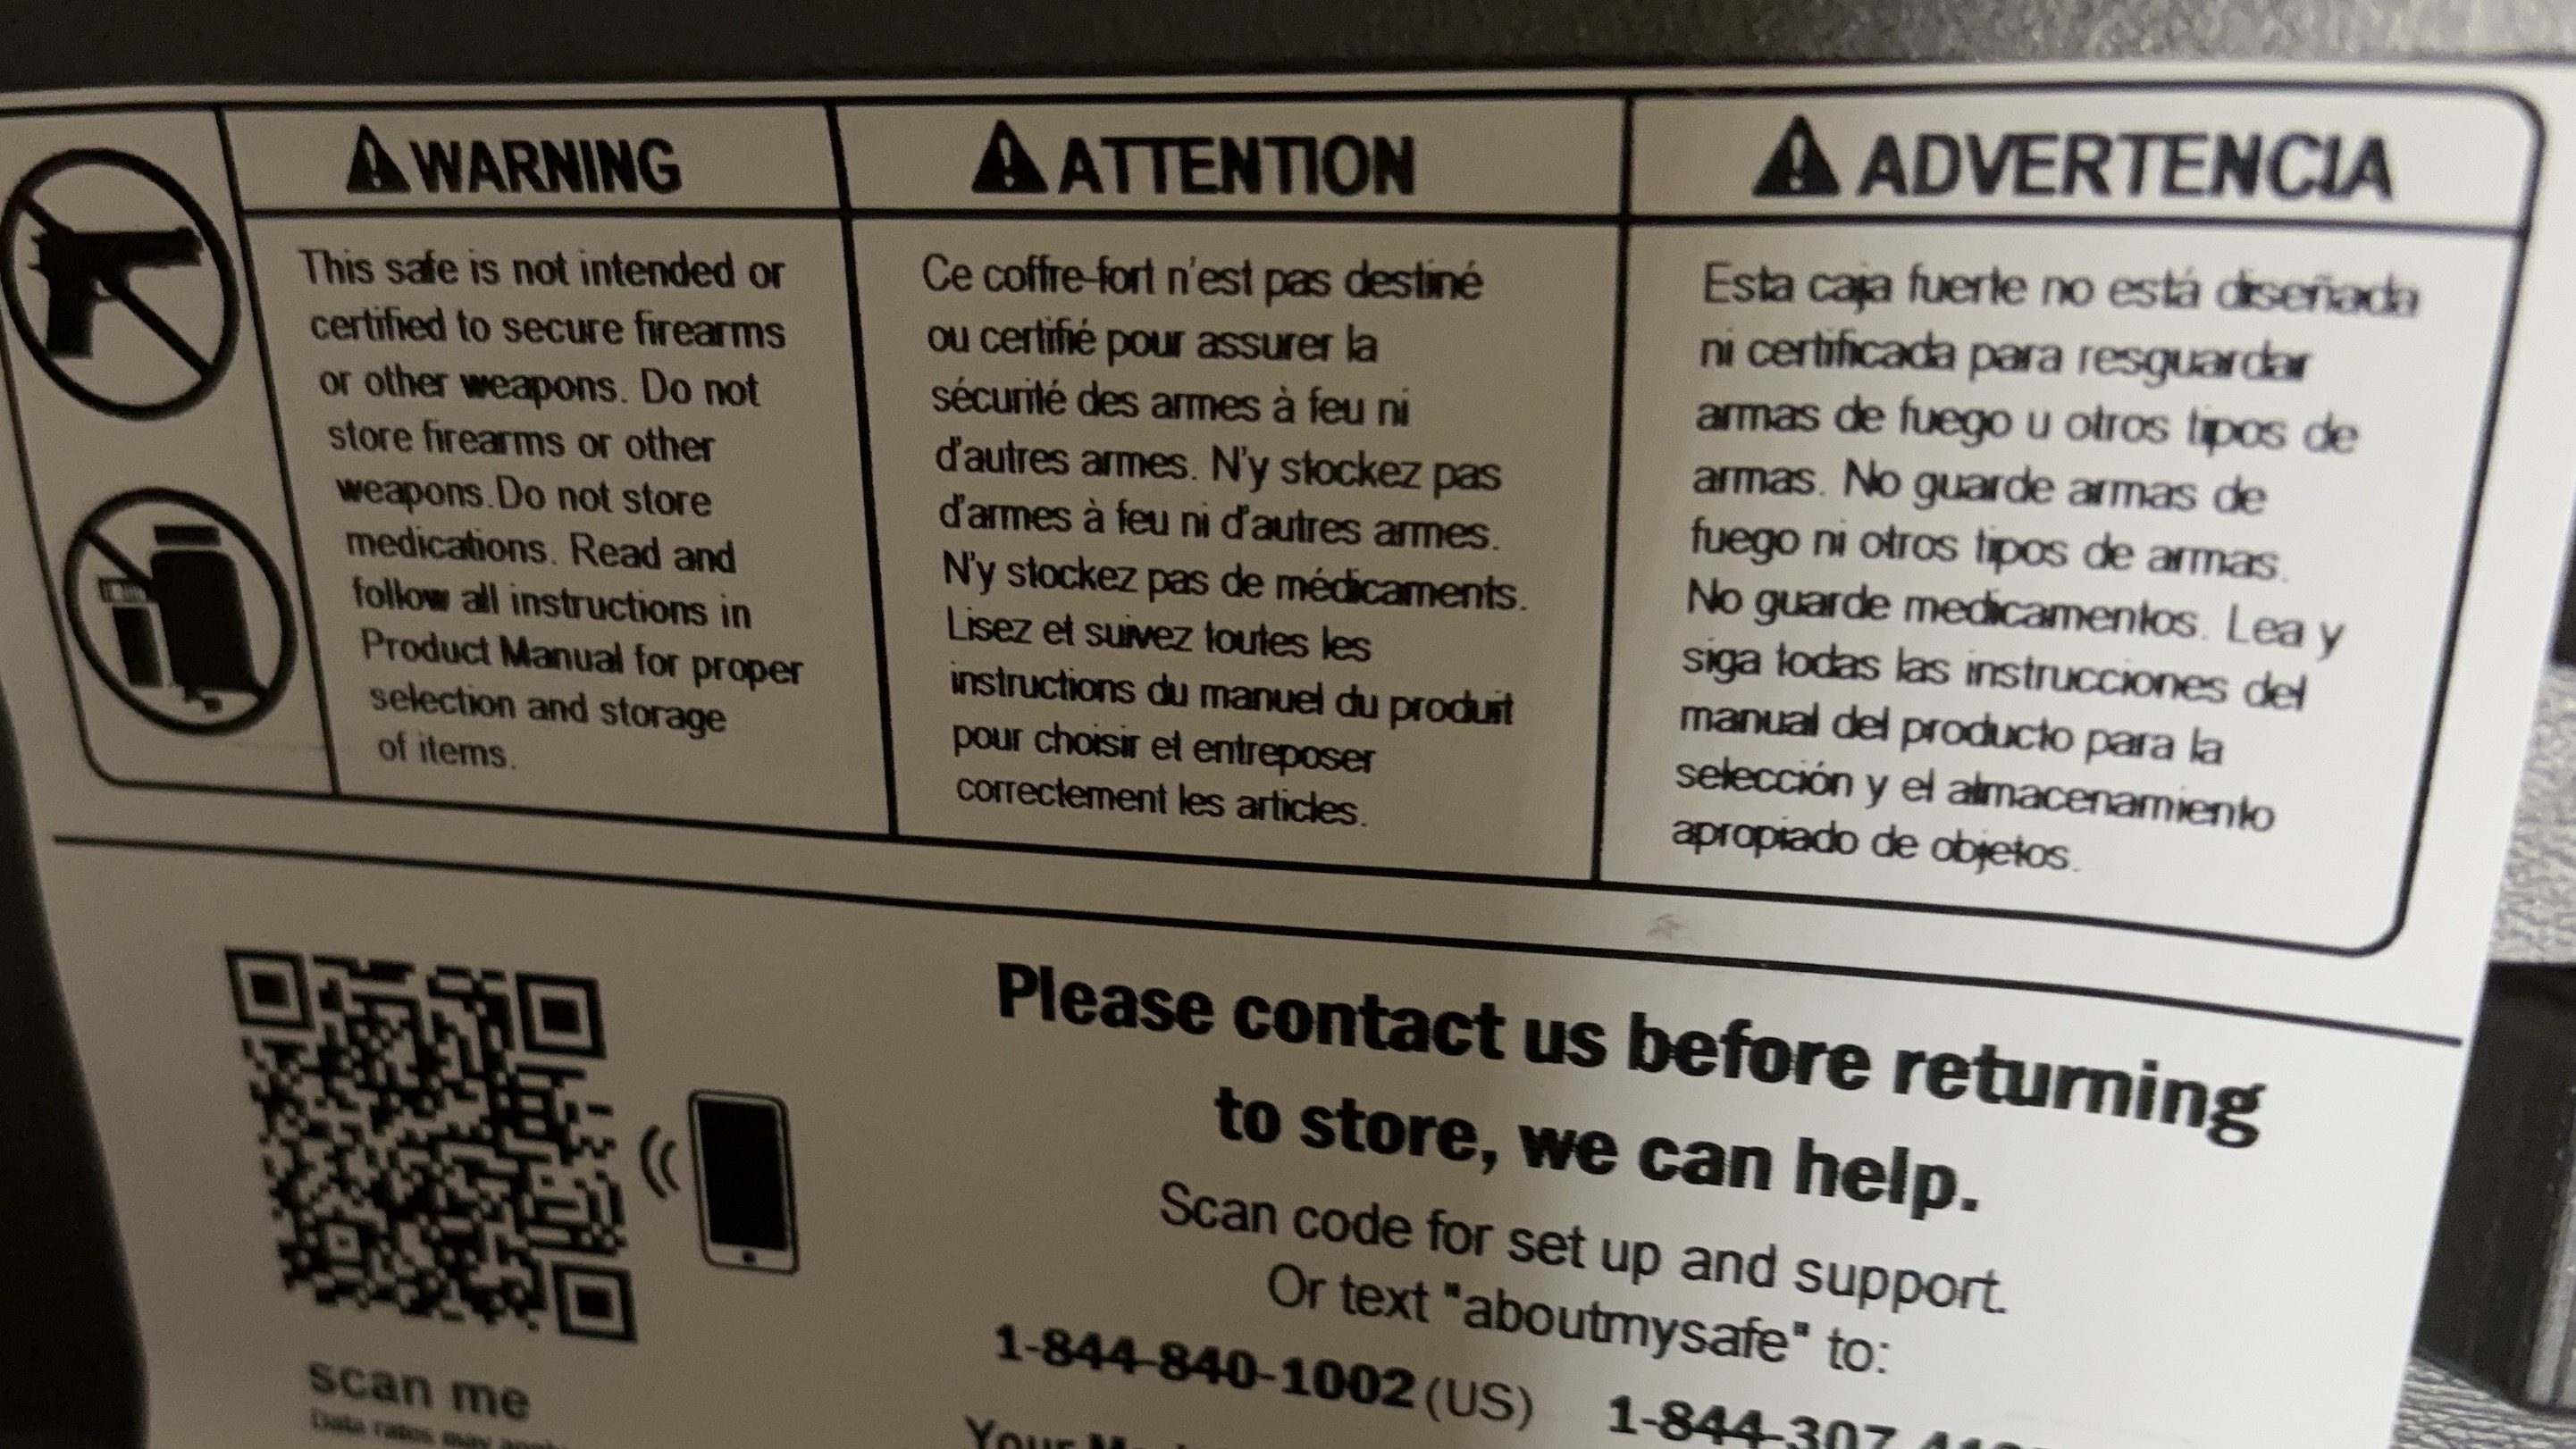 WARNING
This safe is not intended or
certified to secure firearms
or other weapons. Do not
store firearms or other
weapons.Do not store
medications. Read and
follow all instructions in
Product Manual for proper
selection and storage
of items.
ATTENTION
Ce coffre-fort n'est pas destiné
ou certifié pour assurer la
sécurité des armes à feu ni
d'autres armes. N'y stockez pas
d'armes à feu ni d'autres armes.
N'y stockez pas de médicaments.
Lisez et suivez toutes les
instructions du manuel du produit
pour choisir et entreposer
correctement les articles.
ADVERTENCIA
Esta caja fuerte no está diseñada
ni certificada para resguardar
armas de fuego u otros tipos de
armas. No guarde armas de
fuego ni otros tipos de armas.
No guarde medicamentos. Lea y
siga todas las instrucciones del
manual del producto para la
selección y el almacenamiento
apropiado de objetos.
scan me
Data rates may
Please contact us before returning
to store, we can help.
Scan code for set up and support.
Or text "aboutmysafe" to:
1-844-840-1002 (US) 1-844-307-
Your